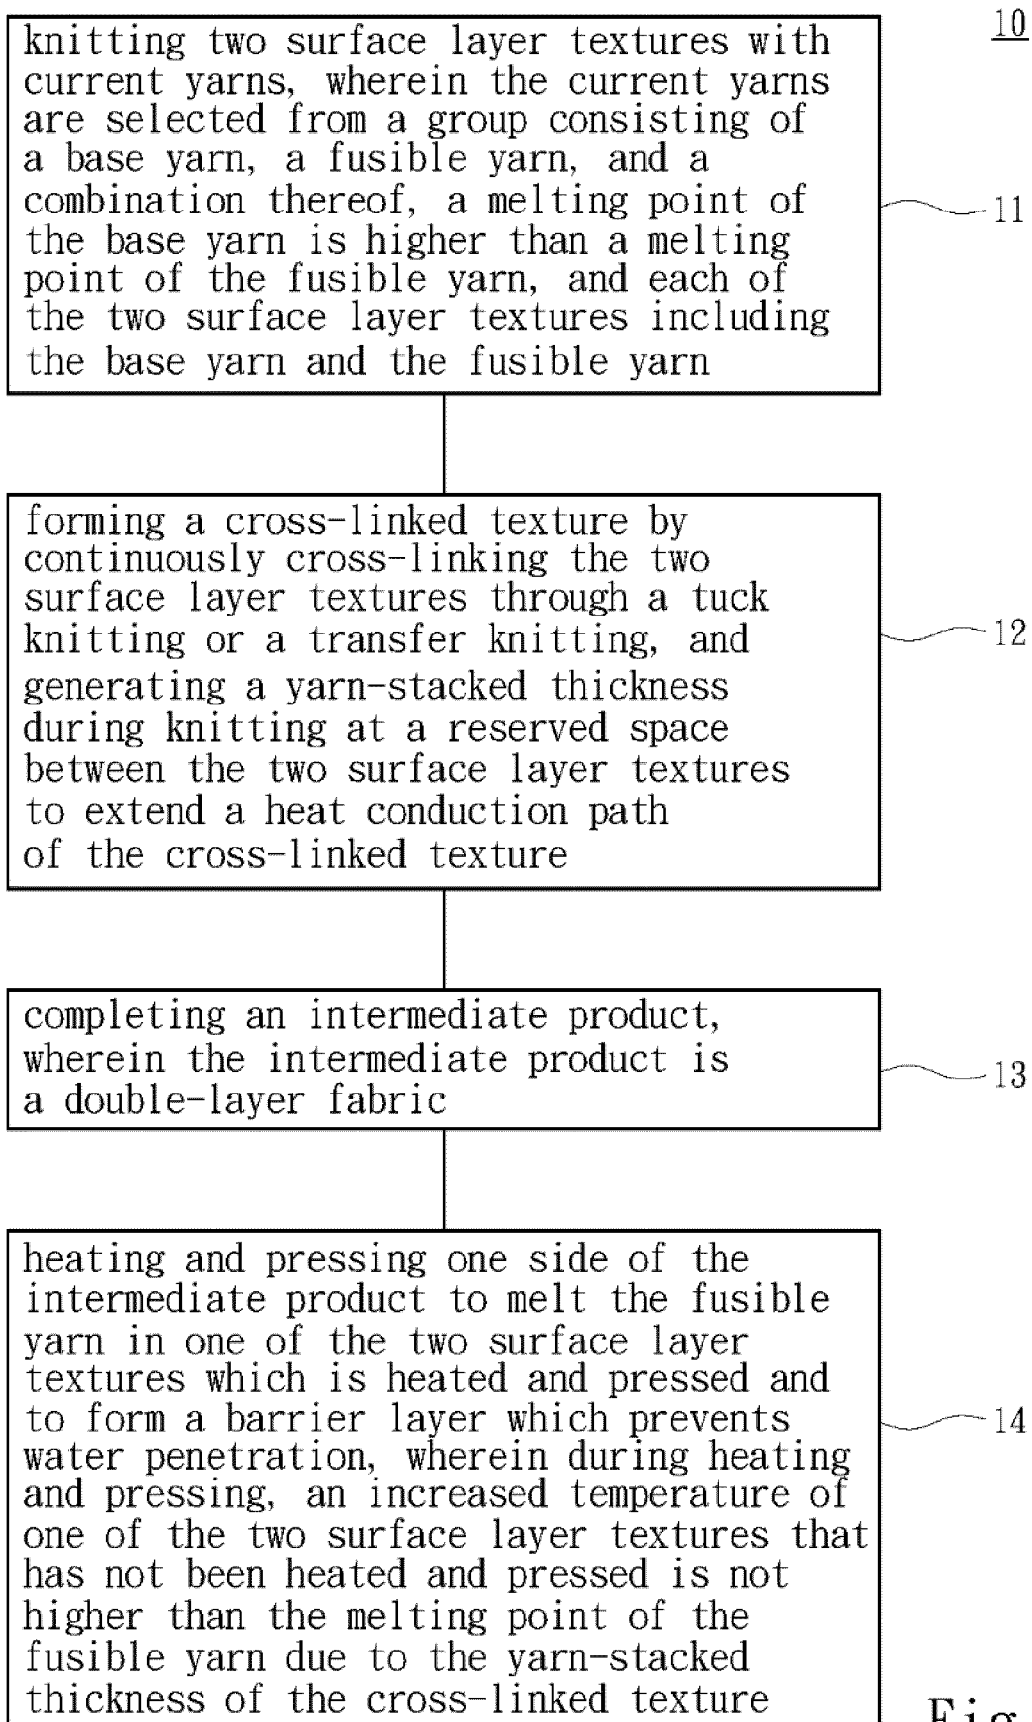 10
knitting two surface layer textures with
current yarns, wherein the current yarns
are selected from a group consisting of
a base yarn, a fusible yarn, and a
combination thereof, a melting point of
the base yarn is higher than a melting
point of the fusible yarn, and each of
the two surface layer textures including
the base yarn and the fusible yarn
11
forming a cross-linked texture by
continuously cross-linking the two
surface layer textures through a tuck
knitting or a transfer knitting, and
generating a yarn-stacked thickness
during knitting at a reserved space
between the two surface layer textures
to extend a heat conduction path
of the cross-linked texture
12
completing an intermediate product,
wherein the intermediate product is
a double-layer fabric
13
heating and pressing one side of the
intermediate product to melt the fusible
yarn in one of the two surface layer
textures which is heated and pressed and
to form a barrier layer which prevents
water penetration, wherein during heating
and pressing, an increased temperature of
one of the two surface layer textures that
has not been heated and pressed is not
higher than the melting point of the
fusible yarn due to the yarn-stacked
thickness of the cross-linked texture
14
Fig